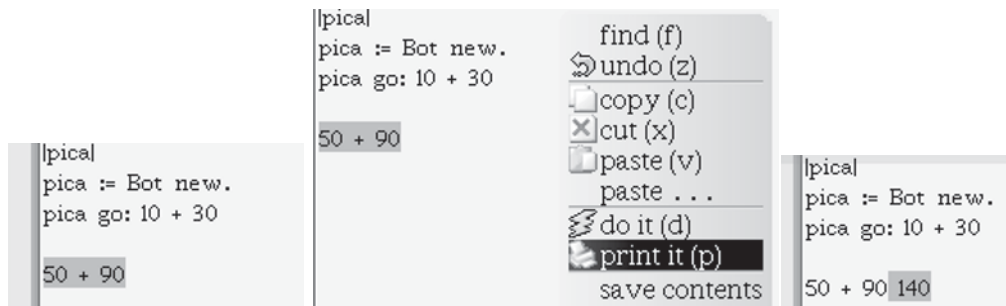 |pica|
pica := Bot new.
pica go: 10 + 30
50 + 90
|pica|
pica := Bot new.
pica go: 10 + 30
50 + 90
find (f)
undo (z)
copy (c)
cut (x)
paste (v)
paste . . .
do it (d)
print it (p)
save contents
|pica|
pica := Bot new.
pica go: 10 + 30
50 + 90 140